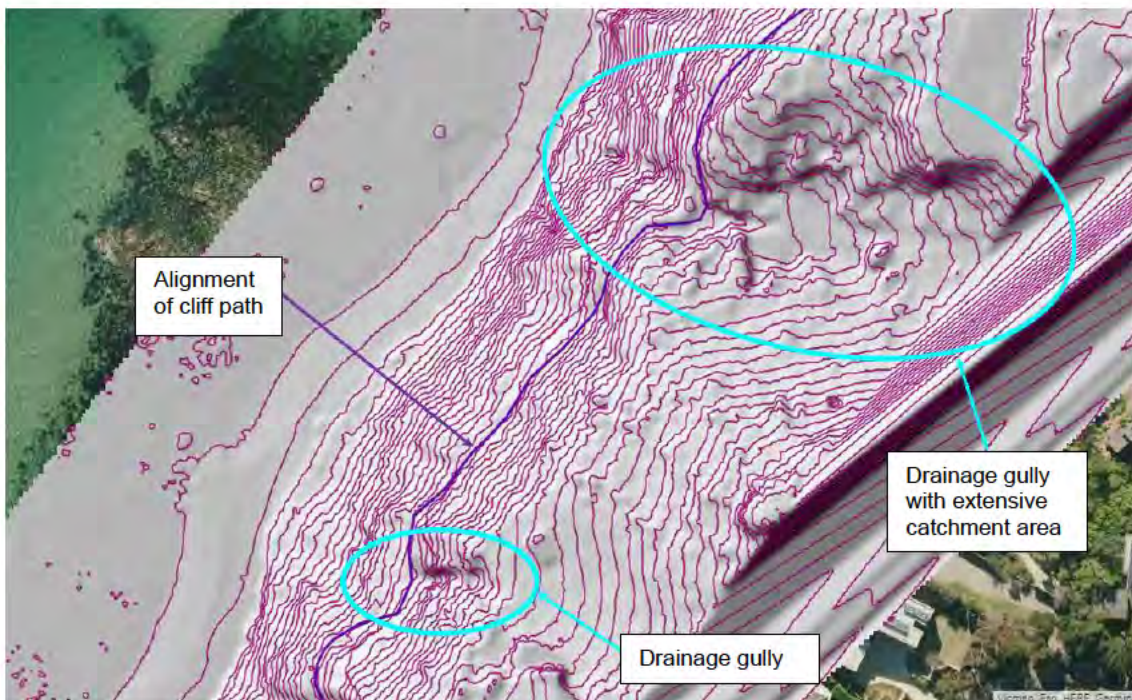 Alignment
of cliff path
Drainage gully
with extensive
catchment area
Drainage gully